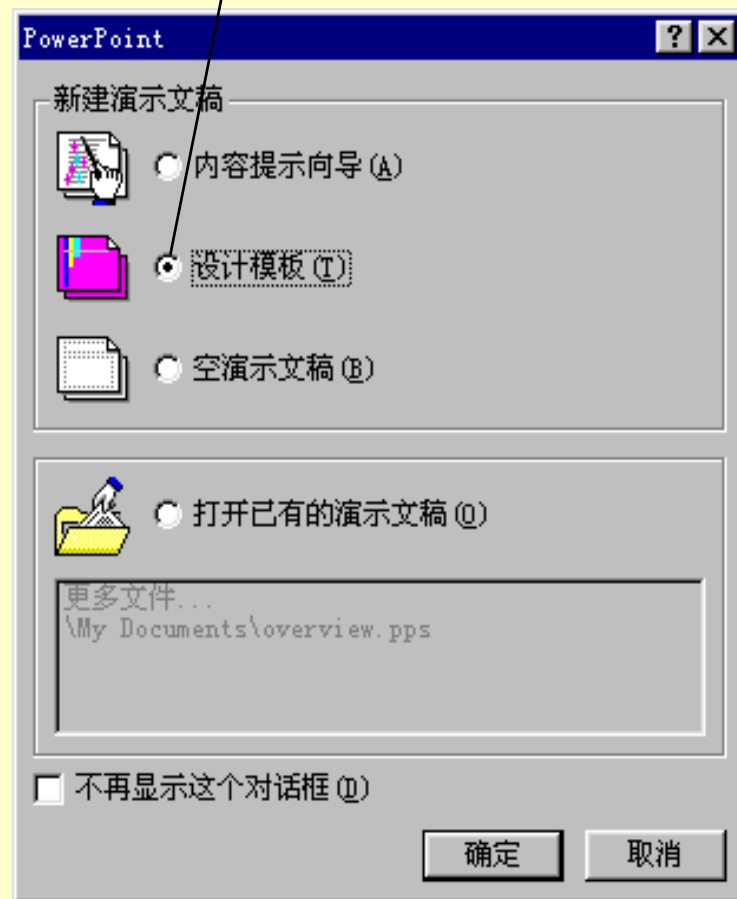 PowerPoint
新建演示文稿
内容提示向导(A)
设计模板(T)
空演示文稿(B)
打开已有的演示文稿(O)
更多文件...
\My Documents\overview.pps
不再显示这个对话框(D)
确定 取消